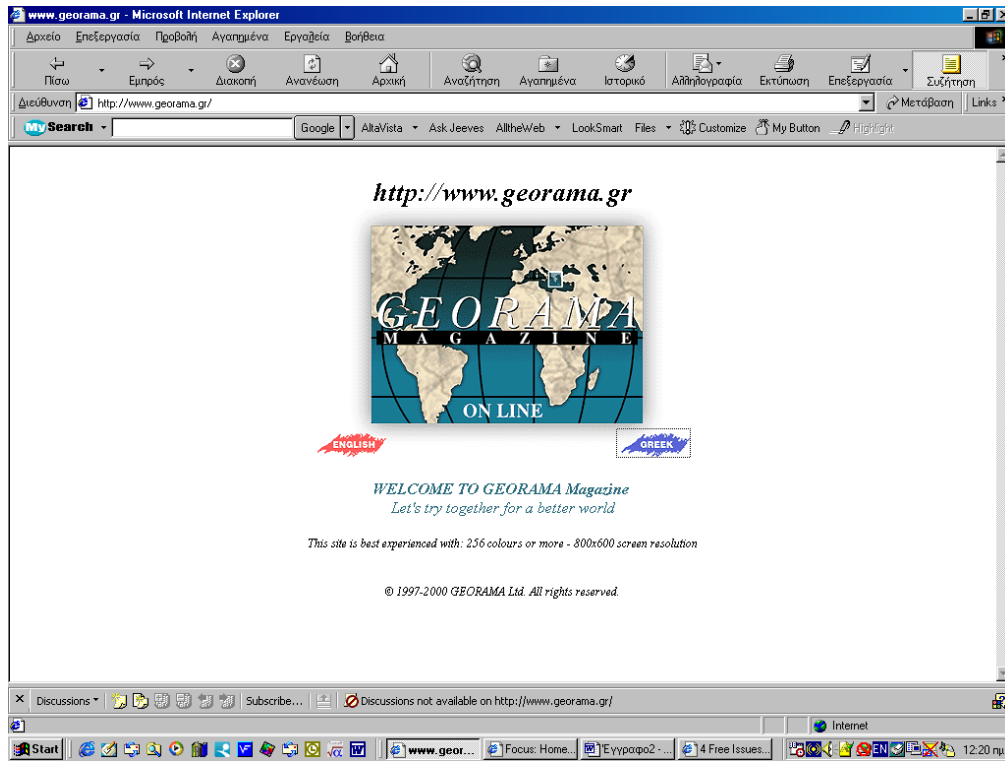 www.georama.gr - Microsoft Internet Explorer
Αρχείο Επεξεργασία Προβολή Αγαπημένα Εργαλεία Βοήθεια
Πίσω Εμπρός Διακοπή Ανανέωση Αρχική Αναζήτηση Αγαπημένα Ιστορικό Αλληλογραφία Εκτύπωση Επεξεργασία Συζήτηση
Διεύθυνση http://www.georama.gr/ Μετάβαση Links
My Search Google AltaVista Ask Jeeves AlltheWeb LookSmart Files Customize My Button Highlight
http://www.georama.gr
GEORAMA
MAGAZINE
ON LINE
ENGLISH GREEK
WELCOME TO GEORAMA Magazine
Let's try together for a better world
This site is best experienced with: 256 colours or more - 800x600 screen resolution
© 1997-2000 GEORAMA Ltd. All rights reserved.
Discussions Subscribe... Discussions not available on http://www.georama.gr/
Internet
Start www.geor... Focus: Home... Έγγραφο2 - ... 4 Free Issues... EN 12:20 πμ